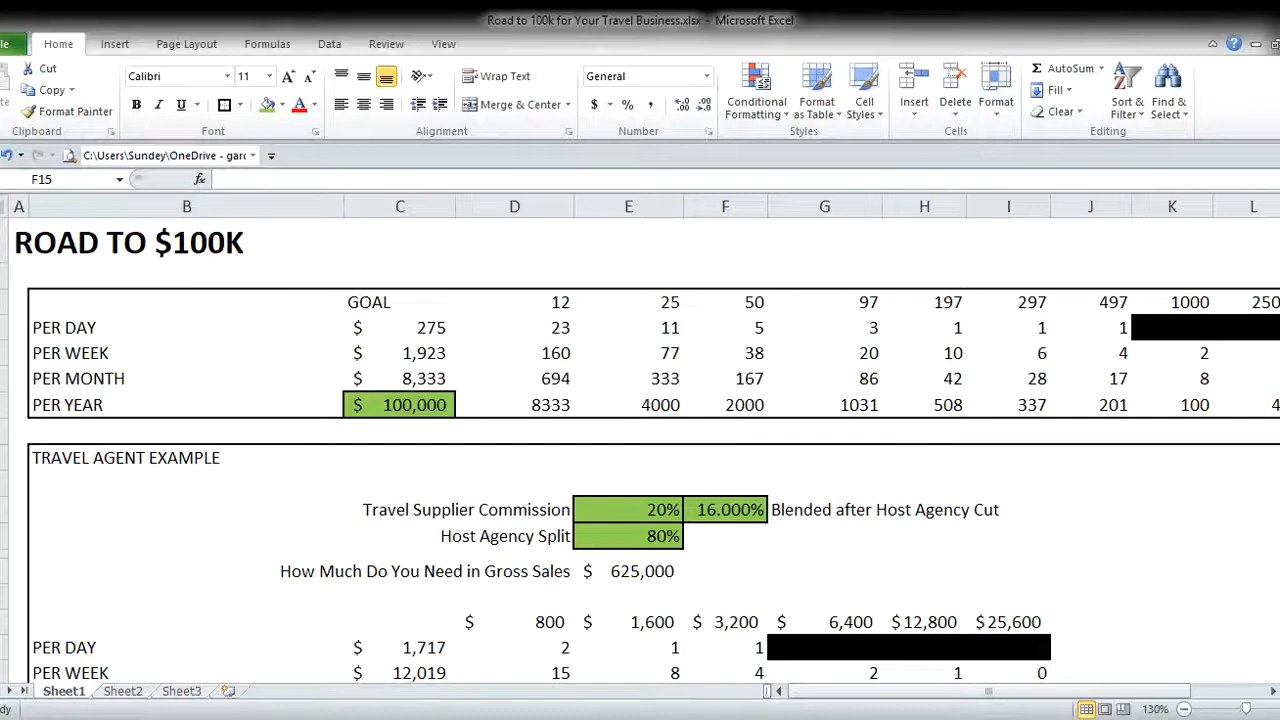 Road to 100k for Your Travel Business.xlsx - Microsoft Excel
Home Insert Page Layout Formulas Data Review View
Cut
Copy
Format Painter
Clipboard
Calibri 11
B I U
Font
Wrap Text
Merge & Center
Alignment
General
$ % ,
Number
Conditional Formatting
Format as Table
Cell Styles
Styles
Insert Delete Format
Cells
AutoSum
Fill
Clear
Sort & Filter
Find & Select
Editing
C:\Users\Sundey\OneDrive - garc
F15 fx
A B C D E F G H I J K L
ROAD TO $100K
GOAL 12 25 50 97 197 297 497 1000
PER DAY $ 275 23 11 5 3 1 1 1
PER WEEK $ 1,923 160 77 38 20 10 6 4 2
PER MONTH $ 8,333 694 333 167 86 42 28 17 8
PER YEAR $ 100,000 8333 4000 2000 1031 508 337 201 100
TRAVEL AGENT EXAMPLE
Travel Supplier Commission 20% 16.000% Blended after Host Agency Cut
Host Agency Split 80%
How Much Do You Need in Gross Sales $ 625,000
$ 800 $ 1,600 $ 3,200 $ 6,400 $ 12,800 $ 25,600
PER DAY $ 1,717 2 1 1
PER WEEK $ 12,019 15 8 4 2 1 0
Sheet1 Sheet2 Sheet3
130%